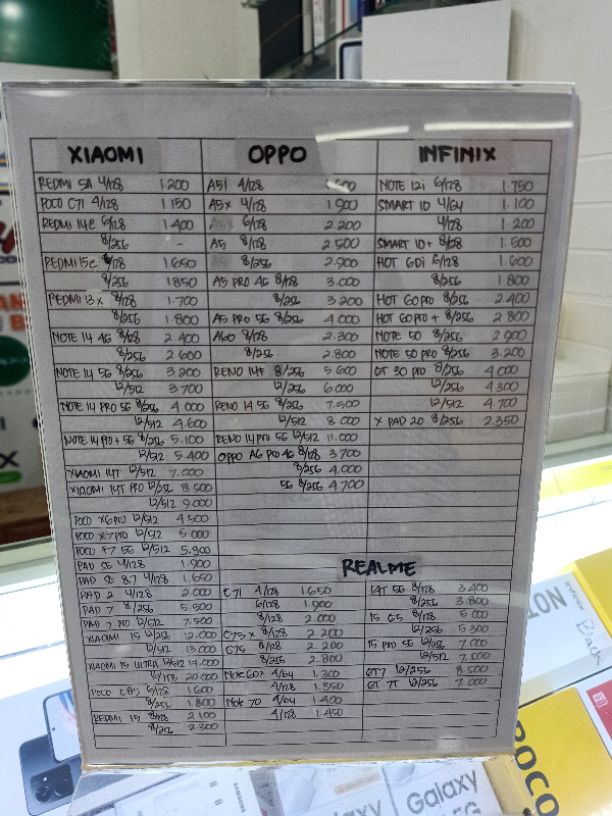 XIAOMI
REDMI 5A 4/128 1.200
POCO C71 4/128 1.150
REDMI 14C 6/128 1.400
8/256 -
REDMI 15C 6/128 1.650
8/256 1850
REDMI 13X 8/128 1.700
8/256 1.800
NOTE 14 4G 8/128 2.400
8/256 2.600
NOTE 14 5G 8/256 3.200
12/512 3.700
NOTE 14 PRO 5G 8/256 4.000
12/512 4.600
NOTE 14 PRO+ 5G 8/256 5.100
12/512 5.400
XIAOMI 14T 12/512 7.000
XIAOMI 14T PRO 12/256 8.500
12/512 9.000
POCO X6 PRO 12/512 4.500
POCO X7 PRO 12/512 5.000
POCO F7 5G 12/512 5.900
PAD SE 4/128 1.900
PAD SE 8.7 4/128 1.650
PAD 2 4/128 2.000
PAD 7 8/256 5.500
PAD 7 PRO 12/512 7.500
XIAOMI 15 12/256 12.000
12/512 13.000
XIAOMI 15 ULTRA 12/512 17.000
20.000
POCO C85 6/128 1.600
8/256 1.800
REDMI 15 8/128 2.100
8/256 2.300
OPPO
A5i 4/128
A5X 4/128 1.900
A5X 6/128 2.200
A5 8/128 2.500
8/256 2.900
A5 PRO 4G 8/128 3.000
8/256 3.200
A5 PRO 5G 8/256 4.000
A60 8/128 2.300
8/256 2.800
RENO 14F 8/256 5.600
12/256 6.000
RENO 14 5G 8/256 7.500
12/512 8.000
RENO 14 PRO 5G 12/512 11.000
OPPO A6 PRO 4G 8/128 3.700
8/256 4.000
5G 8/256 4.700
INFINIX
NOTE 12i 6/128 1.750
SMART 10 4/64 1.100
4/128 1.200
SMART 10+ 8/128 1.500
HOT 60i 6/128 1.600
8/256 1.800
HOT 60 PRO 8/256 2.400
HOT 60 PRO+ 8/256 2.800
NOTE 50 8/256 2.900
NOTE 50 PRO 8/256 3.200
GT 30 PRO 8/256 4.000
12/256 4.300
12/512 4.700
X PAD 20 8/256 2.350
REALME
C71 4/128 1.650
6/128 1.900
8/128 2.000
C75X 8/128 2.200
C75 8/128 2.200
8/256 2.800
Note 60X 4/64 1.300
4/128 1.350
Note 70 4/64 1.400
4/128 1.450
14T 5G 8/128 3.400
8/256 3.800
15 5G 8/128 5.000
12/256 5.300
15 PRO 5G 12/256 7.000
12/512 7.500
GT7 12/256 8.500
GT 7T 12/256 7.000
Black
POCO
Galaxy
Galaxy
5G